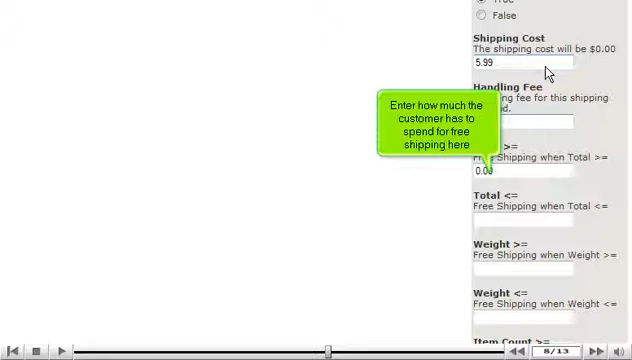 True
False
Shipping Cost
The shipping cost will be $0.00
5.99
Handling Fee
ng fee for this shipping
d.
Enter how much the
customer has to
spend for free
shipping here
>=
Free Shipping when Total >=
0.00
Total <=
Free Shipping when Total <=
Weight >=
Free Shipping when Weight >=
Weight <=
Free Shipping when Weight <=
Item Count >=
8/13